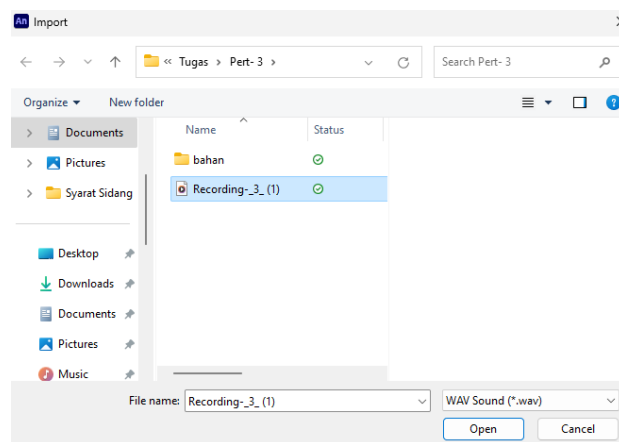 An Import
« Tugas > Pert- 3 >
Search Pert- 3
Organize
New folder
Documents
Pictures
Syarat Sidang
Desktop
Downloads
Documents
Pictures
Music
Name
Status
bahan
Recording-_3_ (1)
File name: Recording-_3_ (1)
WAV Sound (*.wav)
Open
Cancel